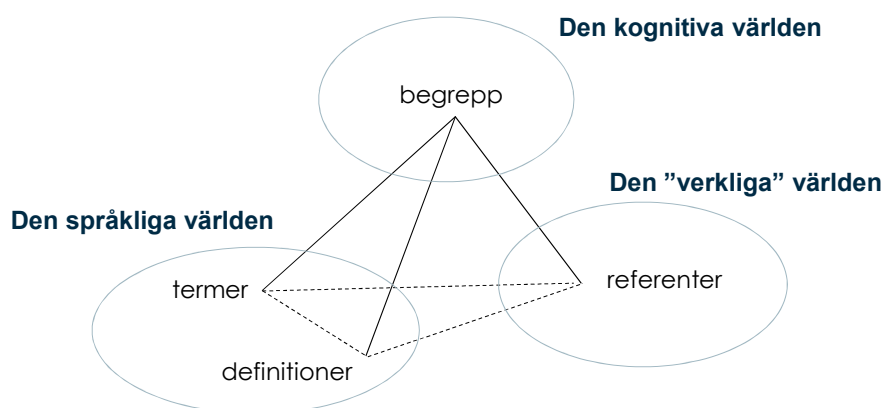 Den kognitiva världen
begrepp
Den ”verkliga” världen
Den språkliga världen
termer
referenter
definitioner